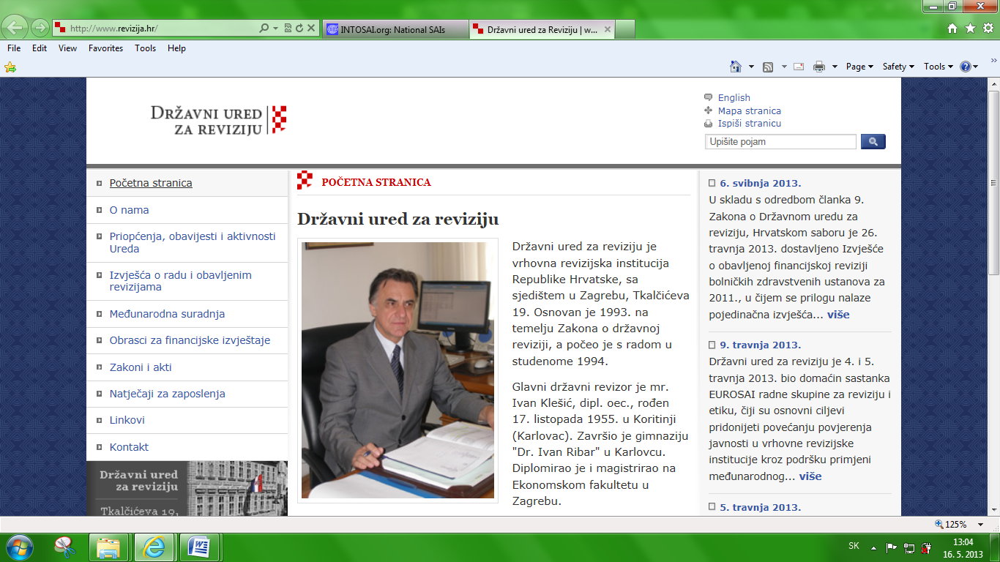 http://www.revizija.hr/
INTOSAI.org: National SAIs
Državni ured za Reviziju | w...
File Edit View Favorites Tools Help
Page Safety Tools
DRŽAVNI URED
ZA REVIZIJU
English
Mapa stranica
Ispiši stranicu
Upišite pojam
Početna stranica
O nama
Priopćenja, obavijesti i aktivnosti
Ureda
Izvješća o radu i obavljenim
revizijama
Međunarodna suradnja
Obrasci za financijske izvještaje
Zakoni i akti
Natječaji za zaposlenja
Linkovi
Kontakt
Državni ured
za reviziju
Tkalčićeva 19,
POČETNA STRANICA
Državni ured za reviziju
Državni ured za reviziju je
vrhovna revizijska institucija
Republike Hrvatske, sa
sjedištem u Zagrebu, Tkalčićeva
19. Osnovan je 1993. na
temelju Zakona o državnoj
reviziji, a počeo je s radom u
studenome 1994.
Glavni državni revizor je mr.
Ivan Klešić, dipl. oec., rođen
17. listopada 1955. u Koritinji
(Karlovac). Završio je gimnaziju
"Dr. Ivan Ribar" u Karlovcu.
Diplomirao je i magistrirao na
Ekonomskom fakultetu u
Zagrebu.
6. svibnja 2013.
U skladu s odredbom članka 9.
Zakona o Državnom uredu za
reviziju, Hrvatskom saboru je 26.
travnja 2013. dostavljeno Izvješće
o obavljenoj financijskoj reviziji
bolničkih zdravstvenih ustanova za
2011., u čijem se prilogu nalaze
pojedinačna izvješća... više
9. travnja 2013.
Državni ured za reviziju je 4. i 5.
travnja 2013. bio domaćin sastanka
EUROSAI radne skupine za reviziju i
etiku, čiji su osnovni ciljevi
pridonijeti povećanju povjerenja
javnosti u vrhovne revizijske
institucije kroz podršku primjeni
međunarodnog... više
5. travnja 2013.
125%
SK
13:04
16. 5. 2013